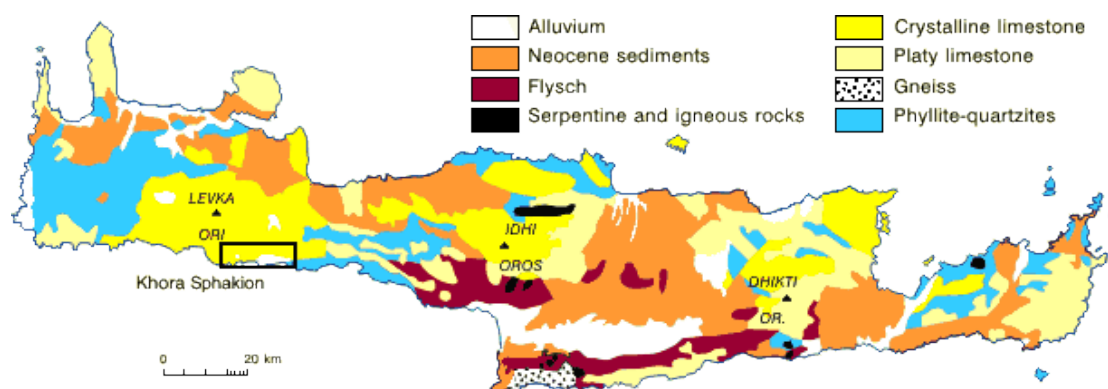 Alluvium
Neocene sediments
Flysch
Serpentine and igneous rocks
Crystalline limestone
Platy limestone
Gneiss
Phyllite-quartzites
LEVKA
ORI
IDHI
OROS
DHIKTI
OR.
Khora Sphakion
0 20 km